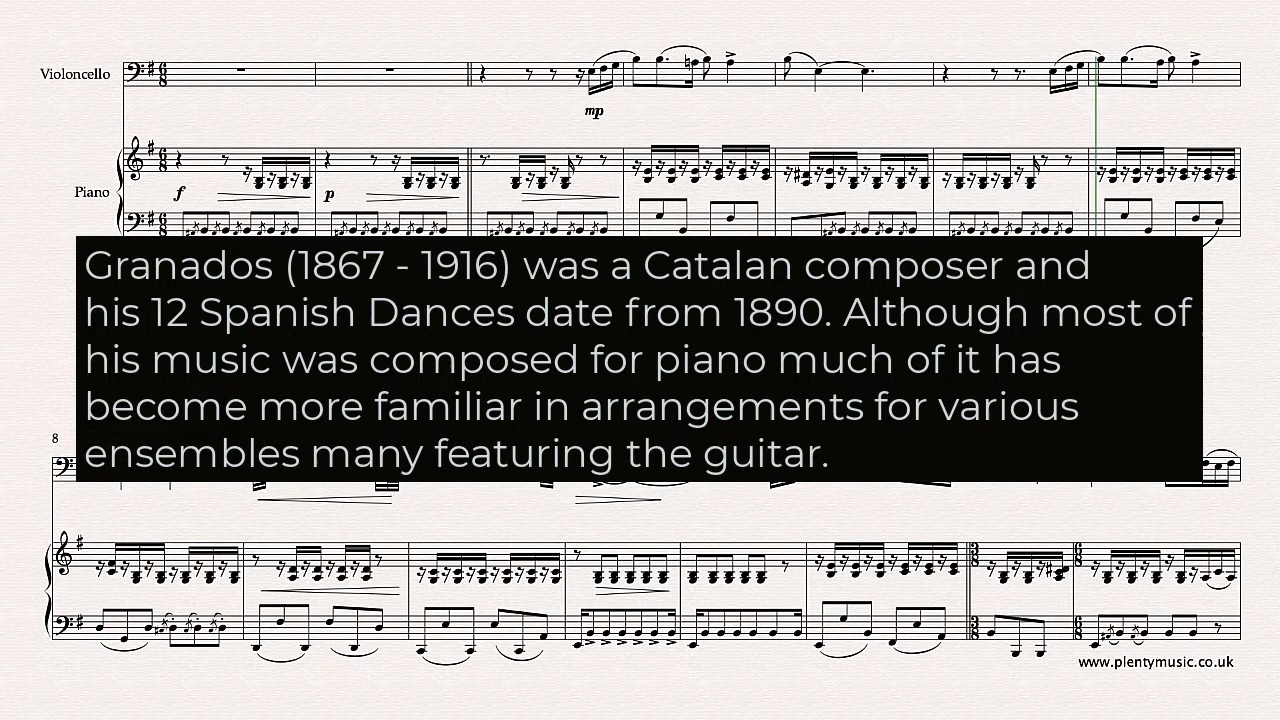 Violoncello
mp
Piano
f
p
Granados (1867 - 1916) was a Catalan composer and
his 12 Spanish Dances date from 1890. Although most of
his music was composed for piano much of it has
become more familiar in arrangements for various
ensembles many featuring the guitar.
8
www.plentymusic.co.uk